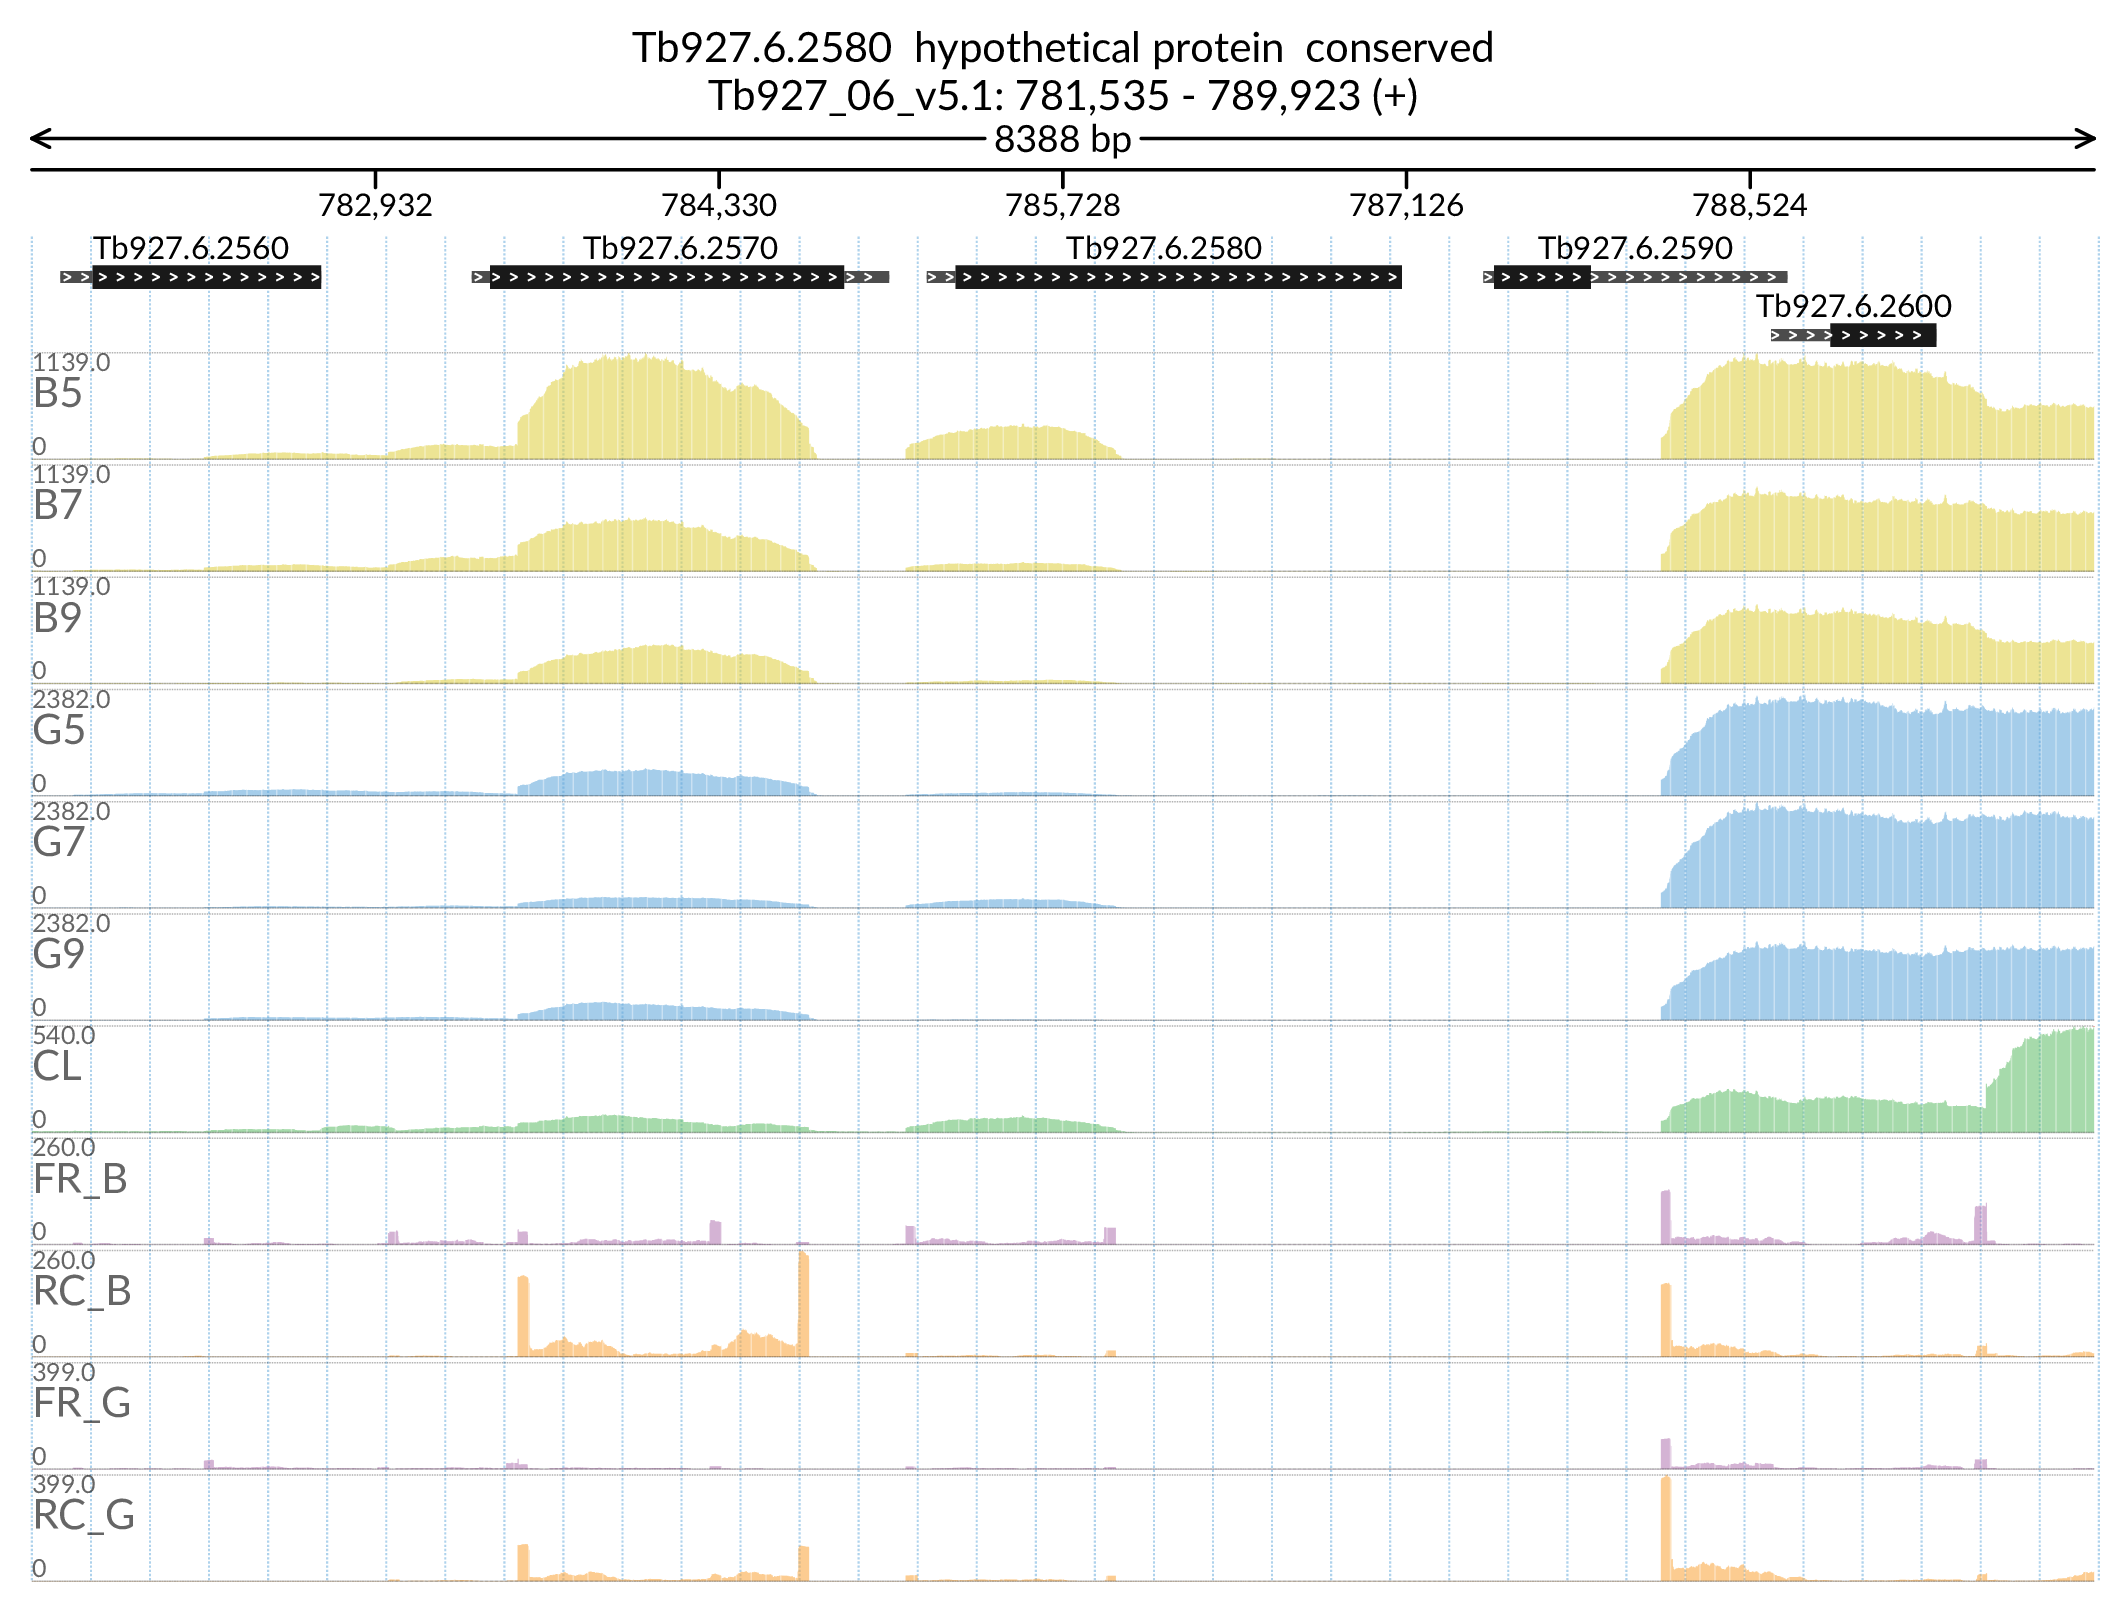 Tb927.6.2580  hypothetical protein  conserved
Tb927_06_v5.1: 781,535 - 789,923 (+)
8388 bp
782,932 784,330 785,728 787,126 788,524
Tb927.6.2560 Tb927.6.2570 Tb927.6.2580 Tb927.6.2590
Tb927.6.2600
1139.0
B5
0
1139.0
B7
0
1139.0
B9
0
2382.0
G5
0
2382.0
G7
0
2382.0
G9
0
540.0
CL
0
260.0
FR_B
0
260.0
RC_B
0
399.0
FR_G
0
399.0
RC_G
0